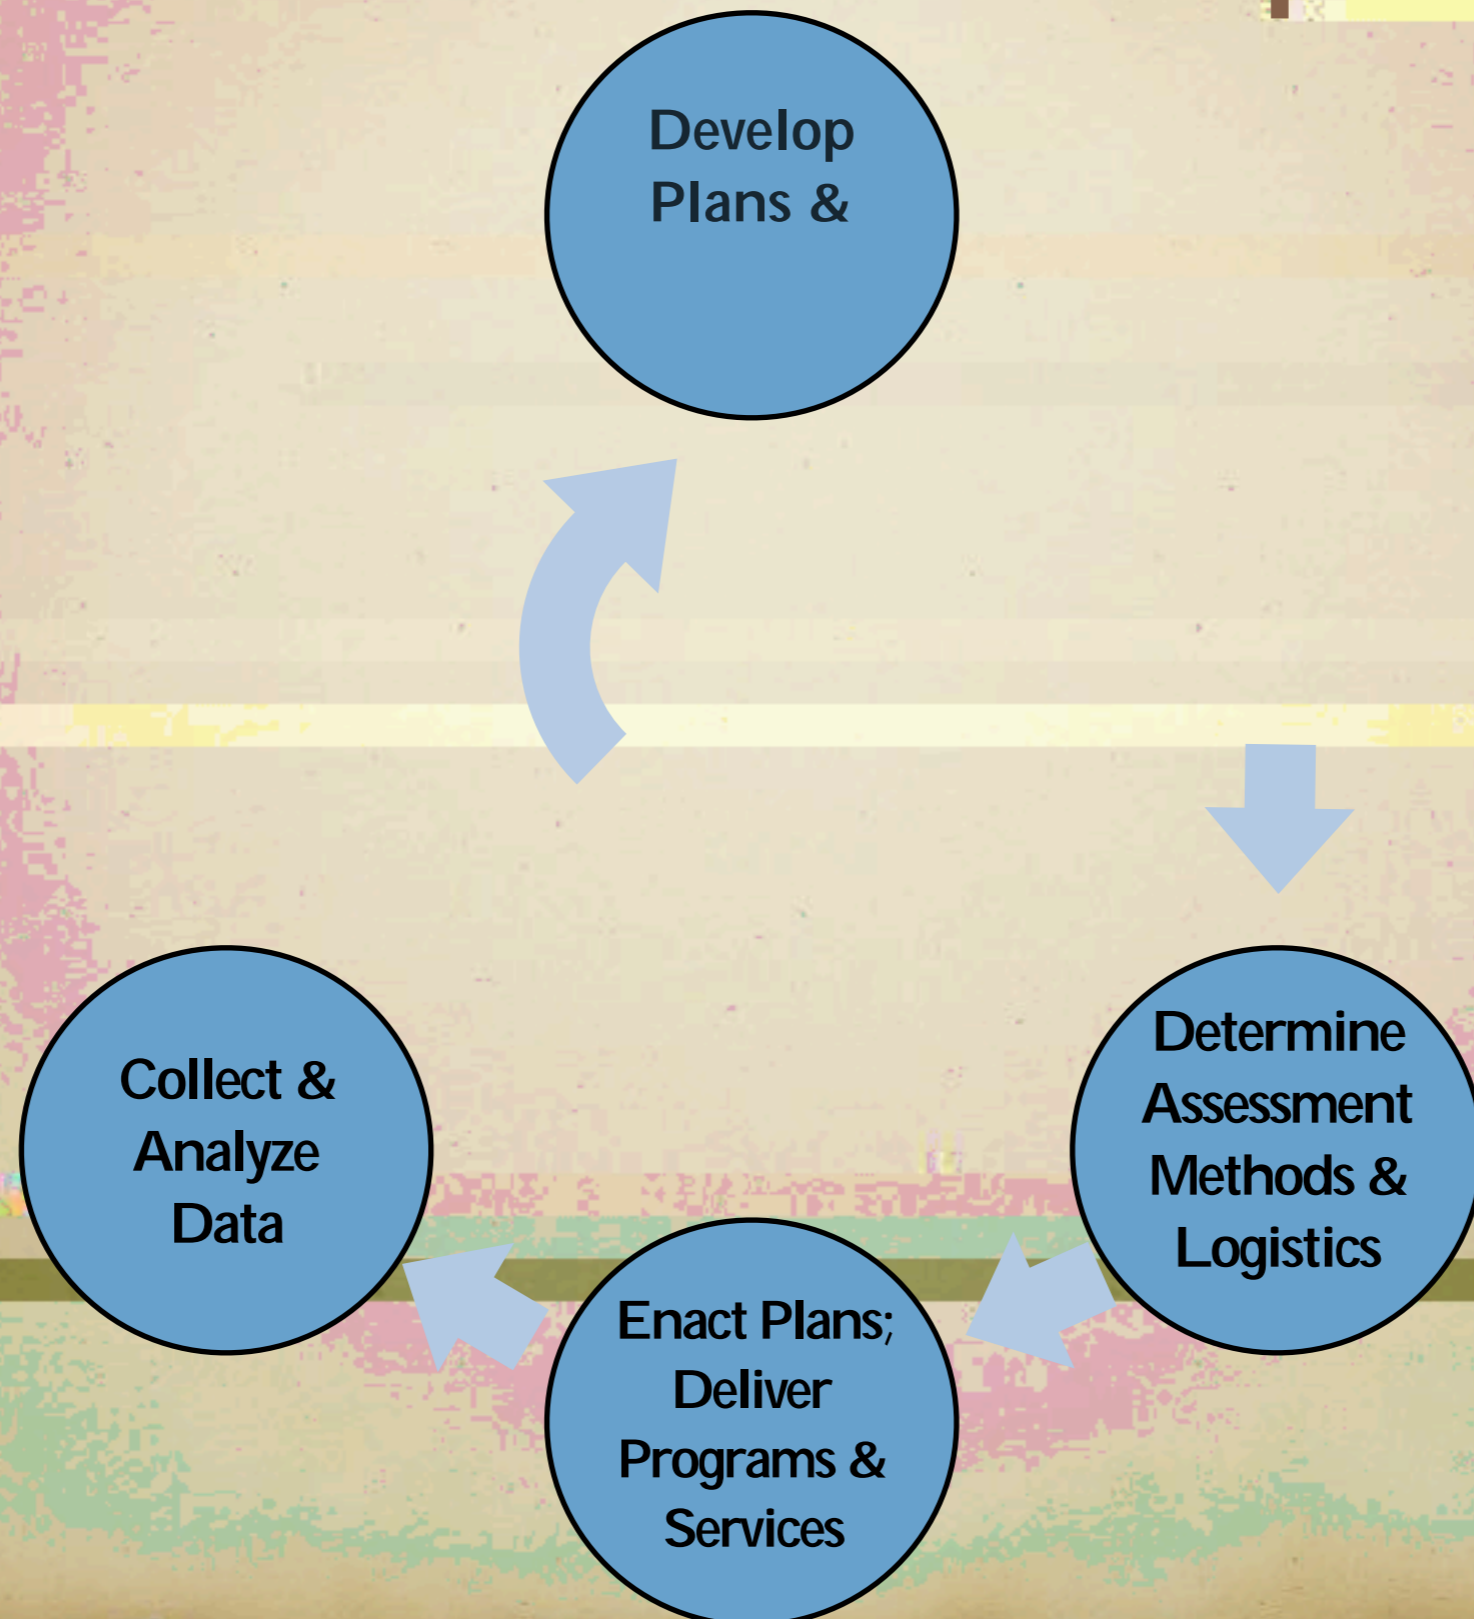 Develop
Plans &
Determine
Assessment
Methods &
Logistics
Enact Plans;
Deliver
Programs &
Services
Collect &
Analyze
Data